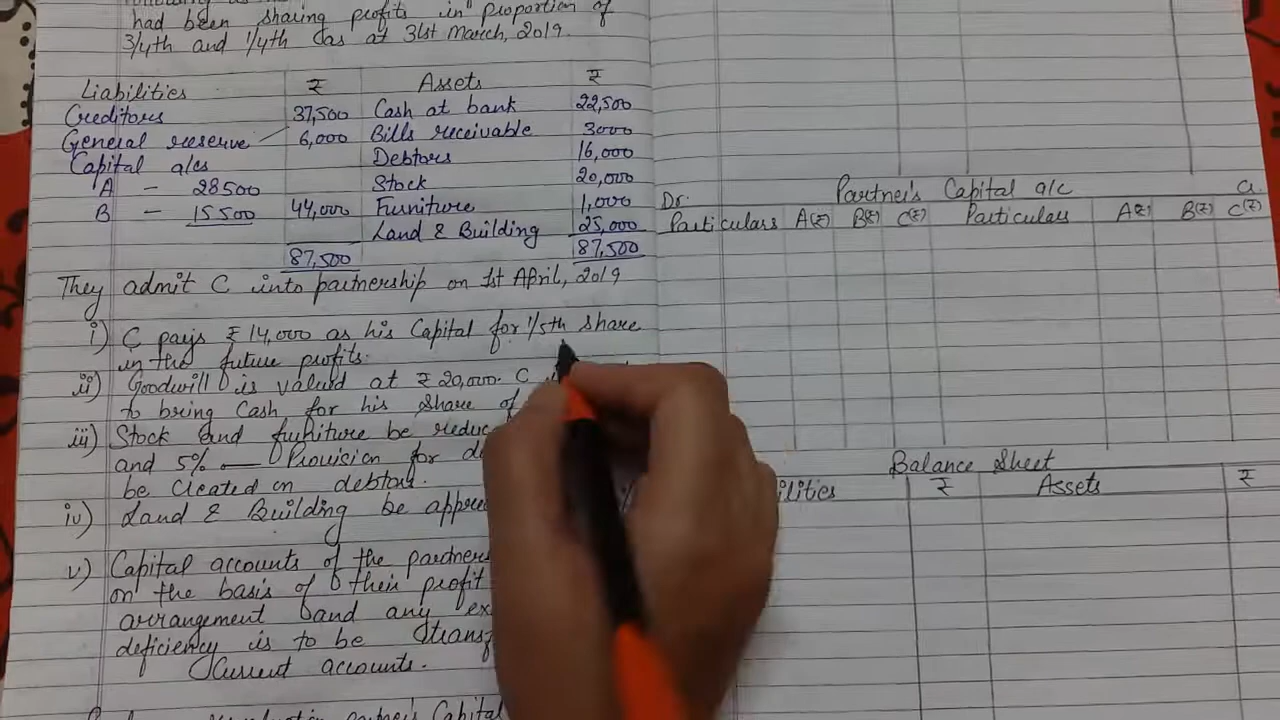 had been sharing profits in proportion of
3/4th and 1/4th as at 31st March, 2019.
Liabilities ₹ Assets ₹
Creditors 37,500 Cash at bank 22,500
General reserve 6,000 Bills receivable 3000
Capital a/cs Debtors 16,000
A - 28500 Stock 20,000
B - 15500 44,000 Furniture 1,000
Land & Building 25,000
87,500 87,500
They admit C into partnership on 1st April, 2019
i) C pays ₹ 14,000 as his Capital for 1/5th share
in the future profits.
ii) Goodwill is valued at ₹ 20,000. C
to bring Cash for his share of
iii) Stock and furniture be reduc
and 5% Provision for d
be created on debtors.
iv) Land & Building be appre
v) Capital accounts of the partners
on the basis of their profit
arrangement and any ex
deficiency is to be transf
Current accounts.
Capital
Partner's Capital a/c
Dr. Cr.
Particulars A(₹) B(₹) C(₹) Particulars A(₹) B(₹) C(₹)
Balance Sheet
ilities ₹ Assets ₹